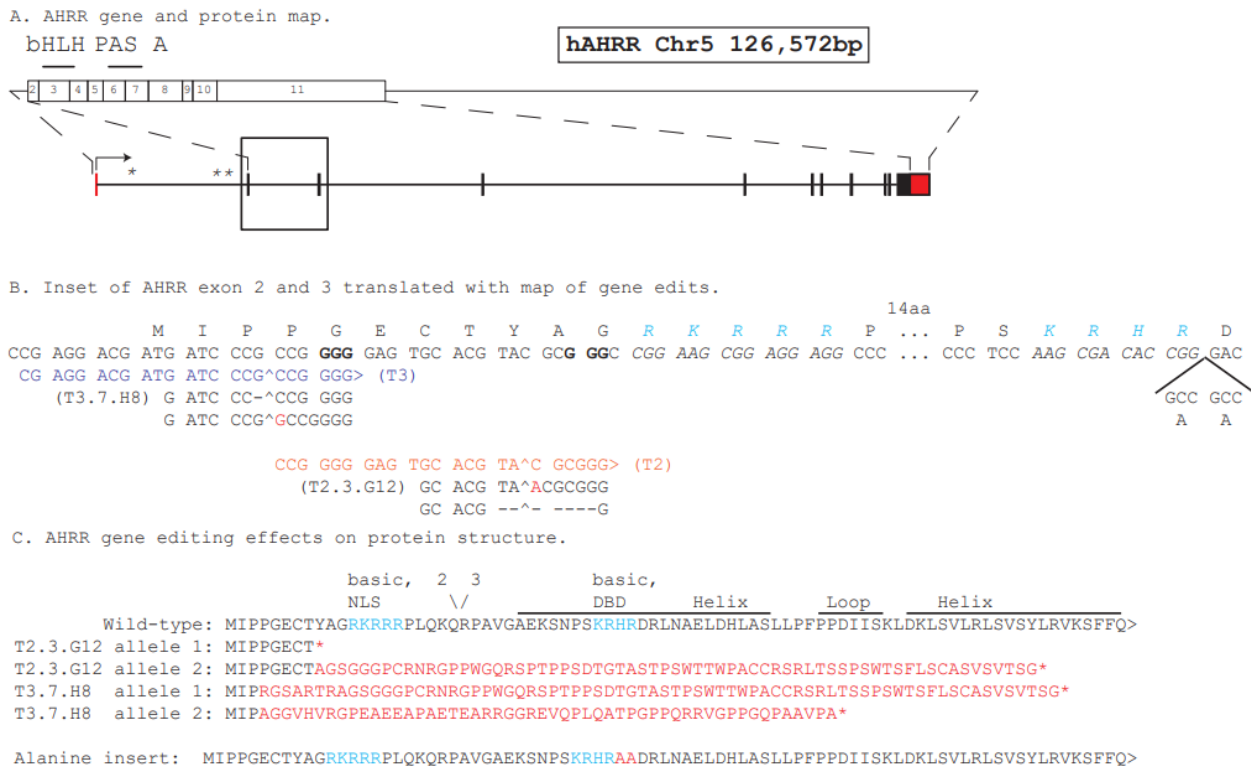 A. AHRR gene and protein map.
bHLH PAS A
hAHRR Chr5 126,572bp
2 3 4 5 6 7 8 9 10 11
* **
B. Inset of AHRR exon 2 and 3 translated with map of gene edits.
14aa
M I P P G E C T Y A G R K R R R P ... P S K R H R D
CCG AGG ACG ATG ATC CCG CCG GGG GAG TGC ACG TAC GCG GGC CGG AAG CGG AGG AGG CCC ... CCC TCC AAG CGA CAC CGG GAC
CG AGG ACG ATG ATC CCG^CCG GGG> (T3)
(T3.7.H8) G ATC CC-^CCG GGG
GCC GCC
G ATC CCG^GCCGGGG
A A
CCG GGG GAG TGC ACG TA^C GCGGG> (T2)
(T2.3.G12) GC ACG TA^ACGCGGG
GC ACG --^- ----G
C. AHRR gene editing effects on protein structure.
basic, 2 3 basic,
NLS \/ DBD Helix Loop Helix
Wild-type: MIPPGECTYAGRKRRRPLQKQRPAVGAEKSNPSKRHRDRLNAELDHLASLLPFPPDIISKLDKLSVLRLSVSYLRVKSFFQ>
T2.3.G12 allele 1: MIPPGECT*
T2.3.G12 allele 2: MIPPGECTAGSGGGPCRNRGPPWGQRSPTPPSDTGTASTPSWTTWPACCRSRLTSSPSWTSFLSCASVSVTSG*
T3.7.H8 allele 1: MIPRGSARTRAGSGGGPCRNRGPPWGQRSPTPPSDTGTASTPSWTTWPACCRSRLTSSPSWTSFLSCASVSVTSG*
T3.7.H8 allele 2: MIPAGGVHVRGPEAEEAPAETEARRGGREVQPLQATPGPPQRRVGPPGQPAAVPA*
Alanine insert: MIPPGECTYAGRKRRRPLQKQRPAVGAEKSNPSKRHRAADRLNAELDHLASLLPFPPDIISKLDKLSVLRLSVSYLRVKSFFQ>